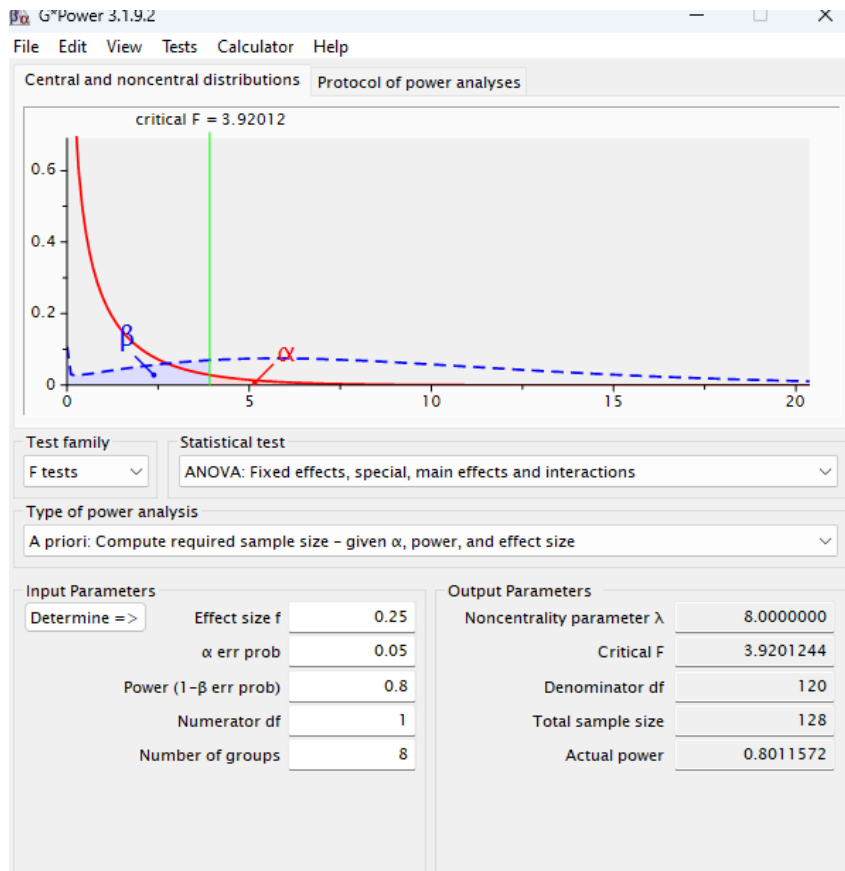 βα G*Power 3.1.9.2
File Edit View Tests Calculator Help
Central and noncentral distributions Protocol of power analyses
critical F = 3.92012
0.6
0.4
0.2
0
β
α
0 5 10 15 20
Test family Statistical test
F tests ANOVA: Fixed effects, special, main effects and interactions
Type of power analysis
A priori: Compute required sample size – given α, power, and effect size
Input Parameters Output Parameters
Determine => Effect size f 0.25 Noncentrality parameter λ 8.0000000
α err prob 0.05 Critical F 3.9201244
Power (1-β err prob) 0.8 Denominator df 120
Numerator df 1 Total sample size 128
Number of groups 8 Actual power 0.8011572